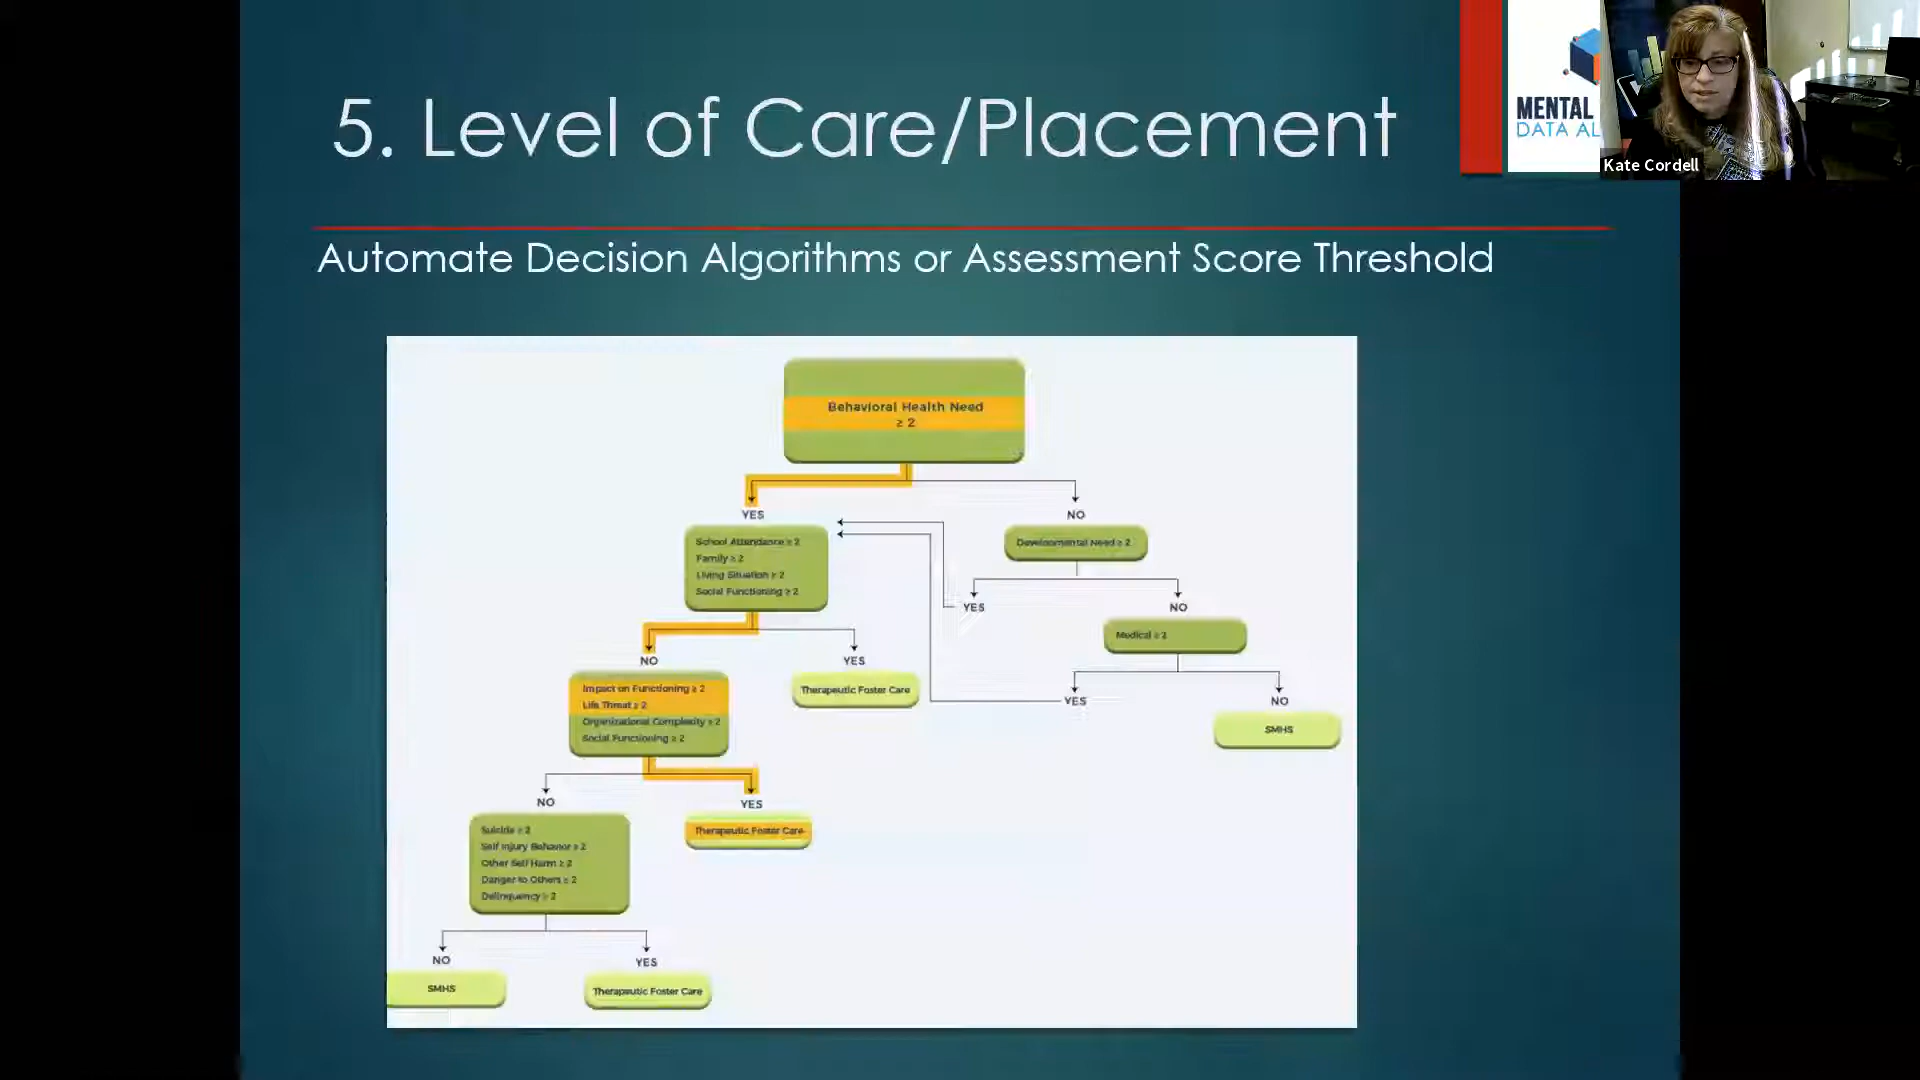 5. Level of Care/Placement
MENTAL
DATA AL
Kate Cordell
Automate Decision Algorithms or Assessment Score Threshold
Behavioral Health Need
≥ 2
YES
NO
School Attendance ≥ 2
Family ≥ 2
Living Situation ≥ 2
Social Functioning ≥ 2
Developmental Need ≥ 2
YES
NO
Medical ≥ 2
NO
YES
Impact on Functioning ≥ 2
Life Threat ≥ 2
Organizational Complexity ≥ 2
Social Functioning ≥ 2
Therapeutic Foster Care
YES
NO
SMHS
NO
YES
Suicide ≥ 2
Self Injury Behavior ≥ 2
Other Self Harm ≥ 2
Danger to Others ≥ 2
Delinquency ≥ 2
Therapeutic Foster Care
NO
YES
SMHS
Therapeutic Foster Care